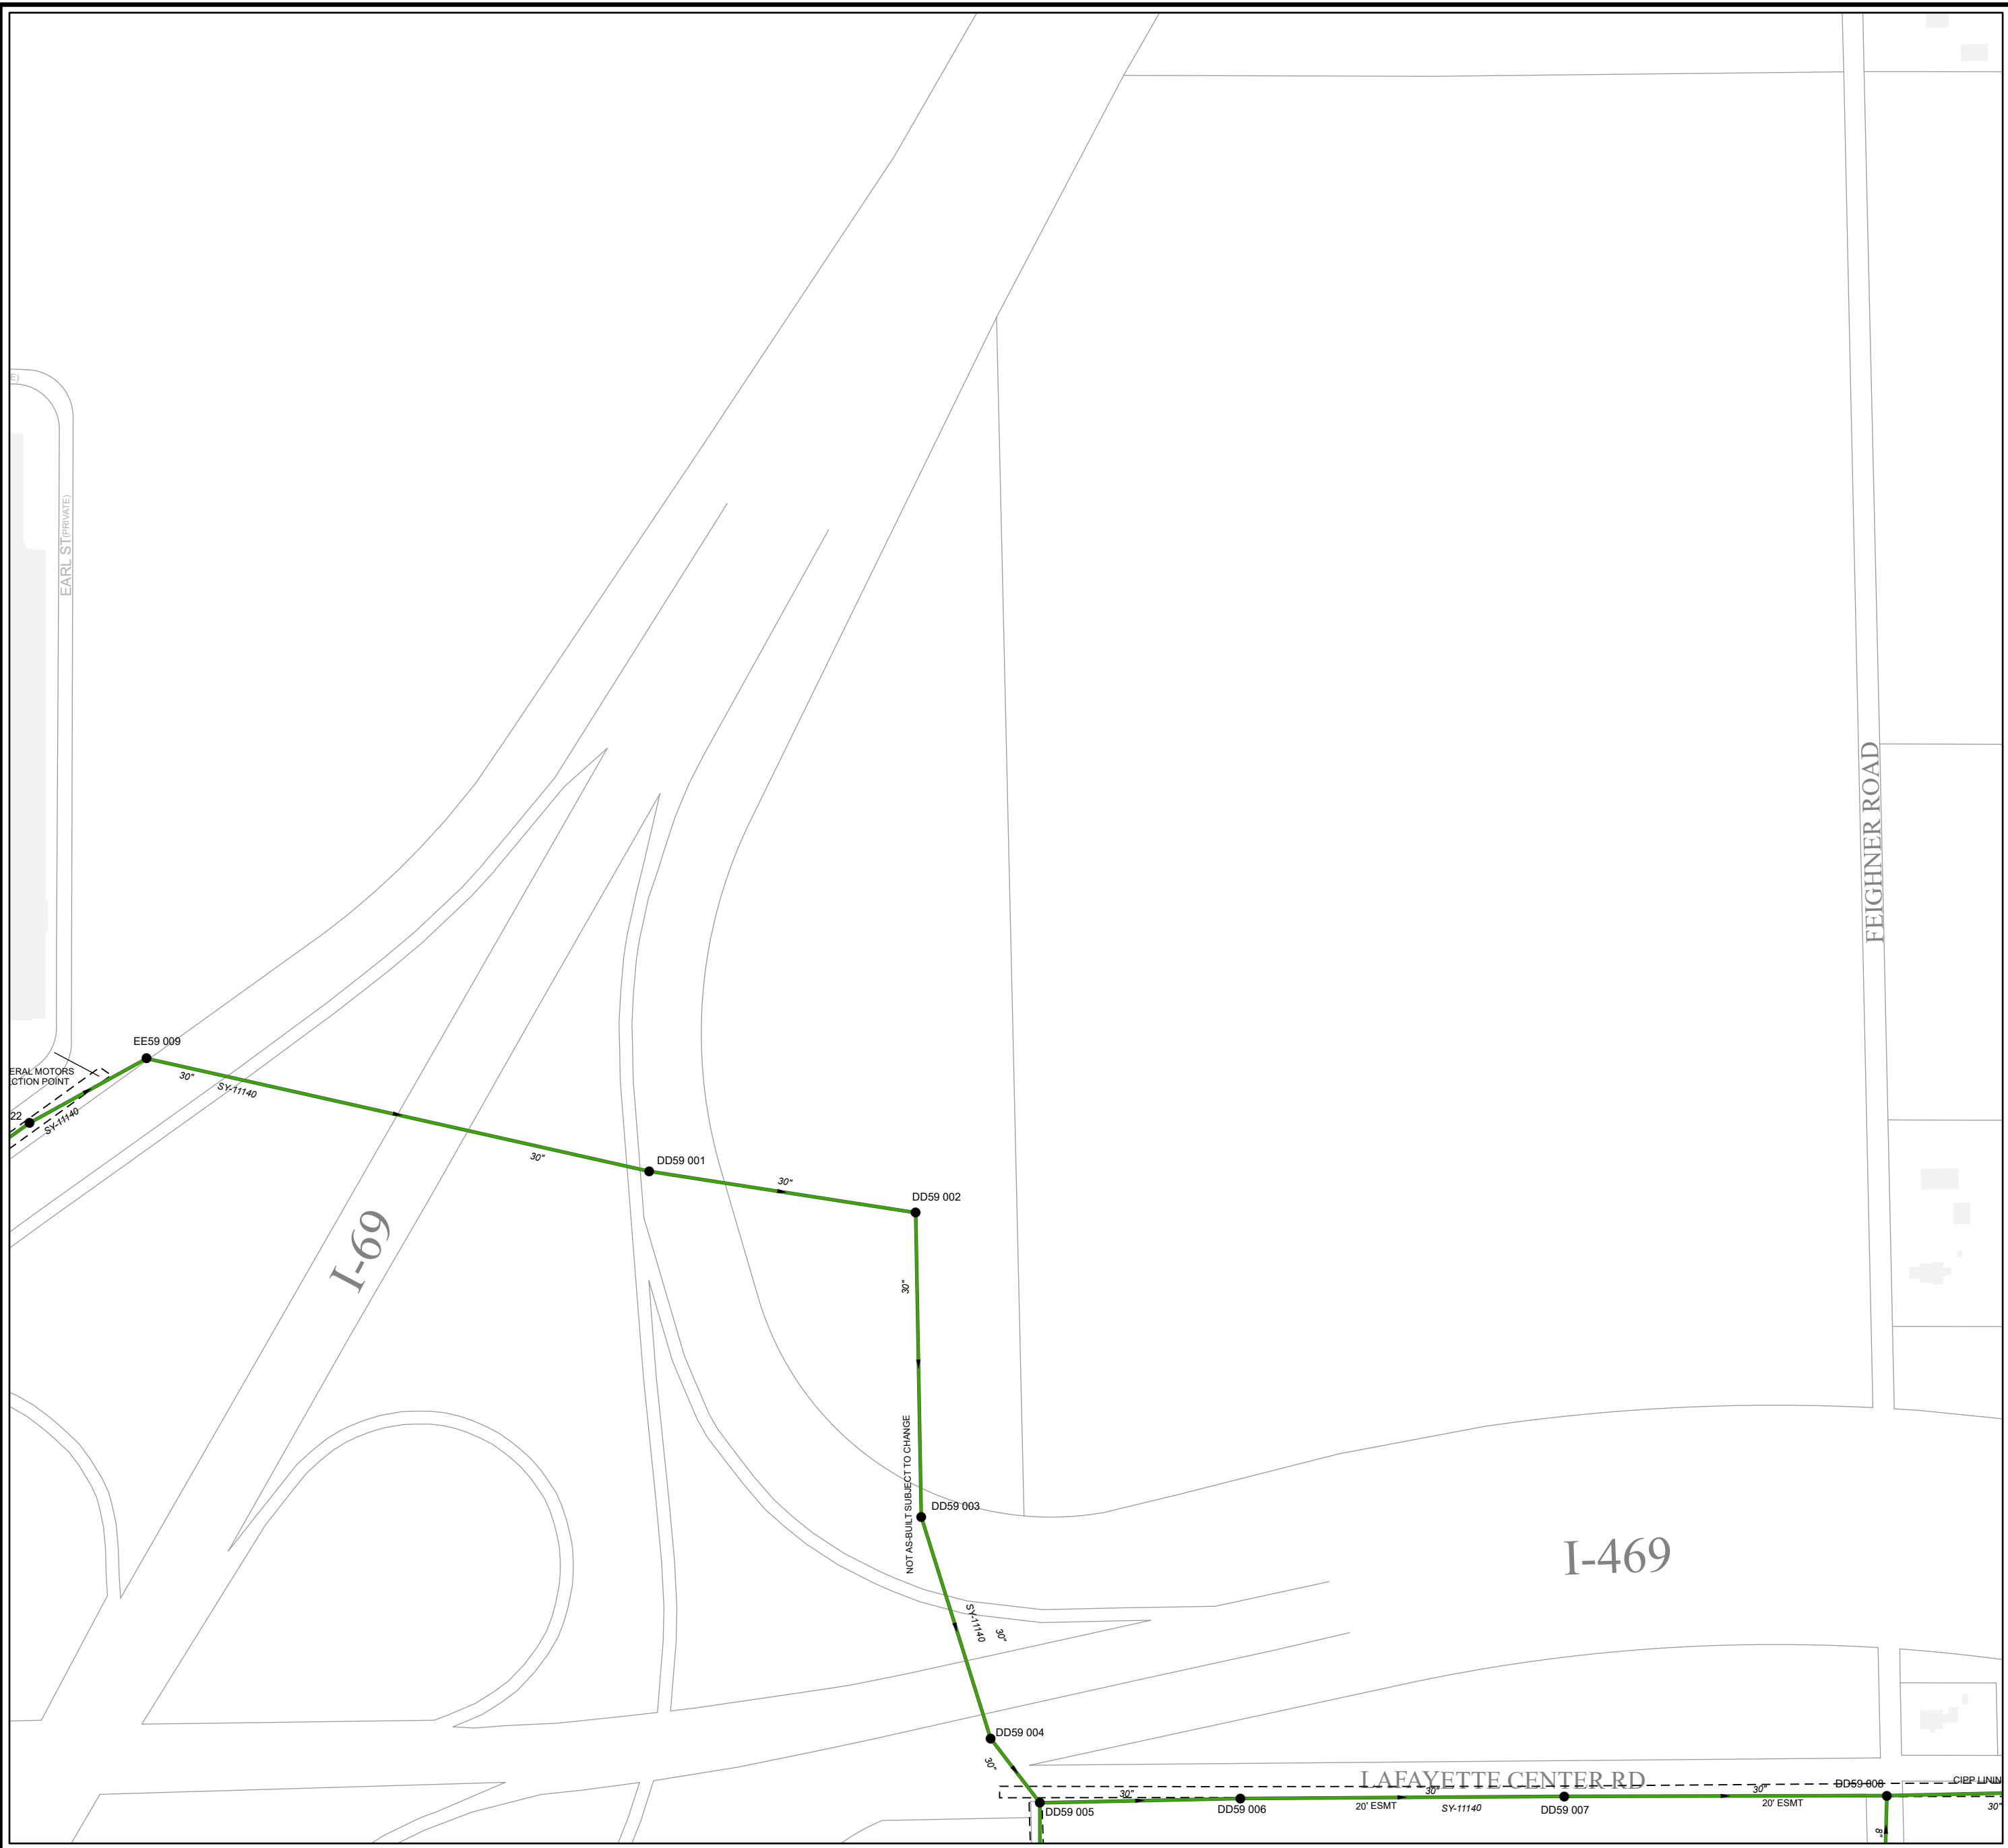 E)
EARL ST(PRIVATE)
FEIGHNER ROAD
EE59 009
ERAL MOTORS
CTION POINT
30"
SY-11140
22
SY-11140
30"
DD59 001
30"
DD59 002
I-69
30"
NOT AS-BUILT SUBJECT TO CHANGE
DD59 003
I-469
SY-11140
30"
DD59 004
30"
LAFAYETTE CENTER RD
DD59 008
CIPP LININ
30"
30"
30"
DD59 005
DD59 006
20' ESMT
SY-11140
DD59 007
20' ESMT
30"
8"